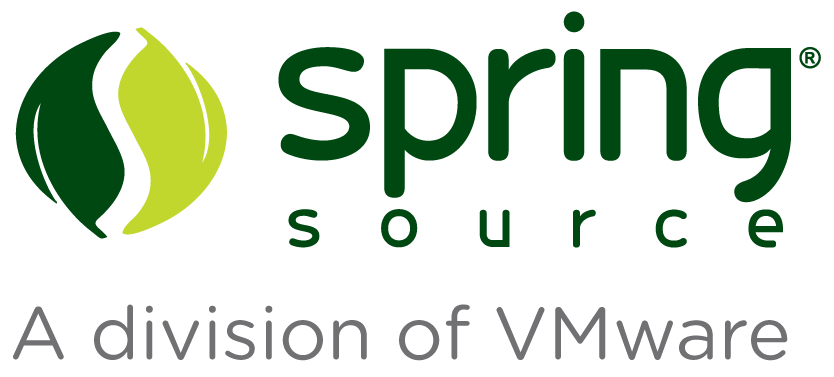 spring®
source
A division of VMware